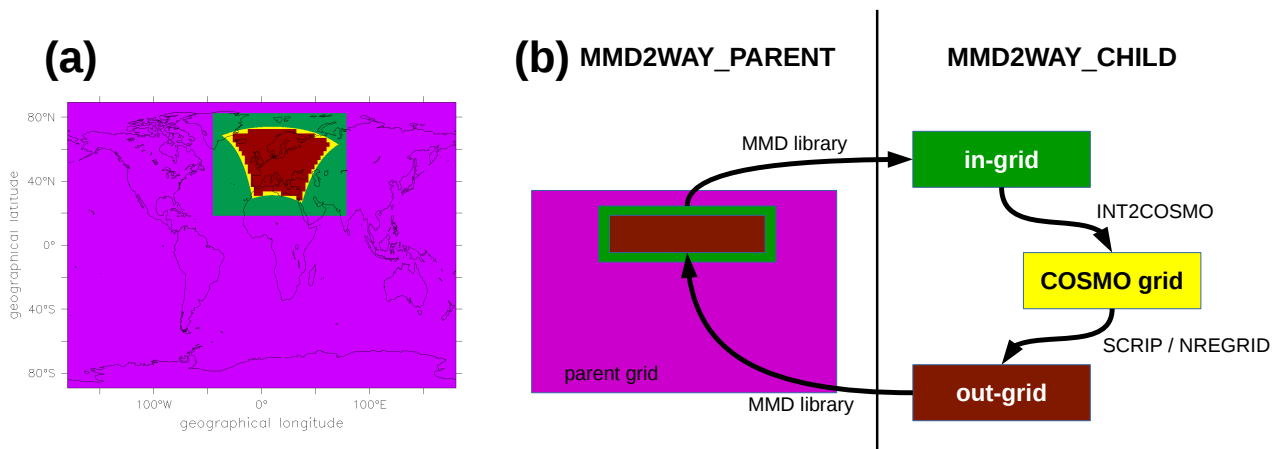 (a)
80°N
40°N
0°
40°S
80°S
geographical latitude
100°W
0°
100°E
geographical longitude
(b)
MMD2WAY_PARENT
MMD2WAY_CHILD
MMD library
in-grid
INT2COSMO
COSMO grid
SCRIP / NREGRID
parent grid
MMD library
out-grid